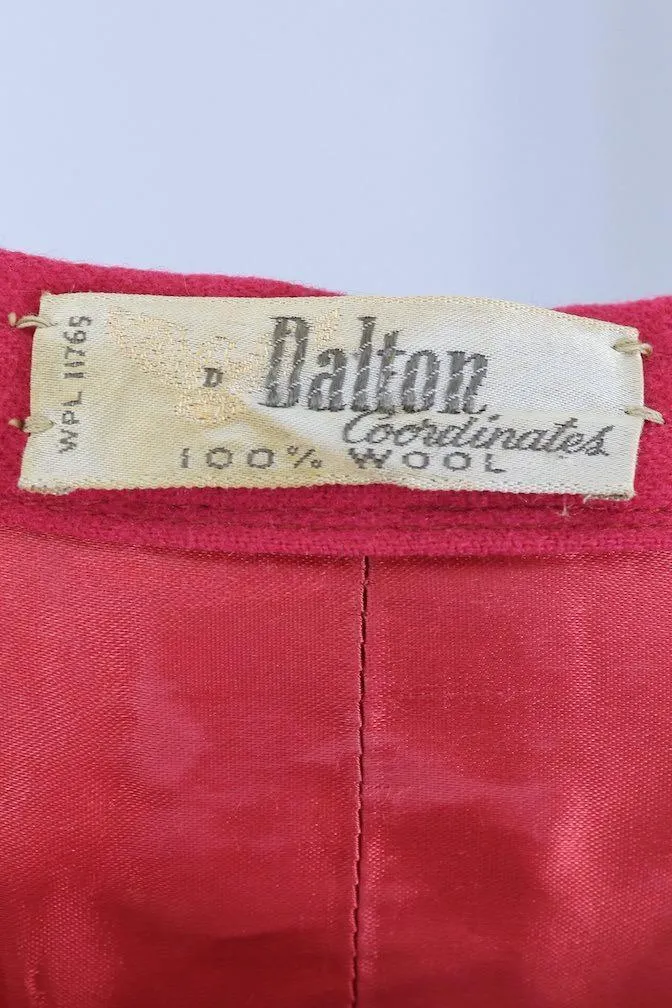 WPL 11765
D
Dalton
Coordinates
100% WOOL